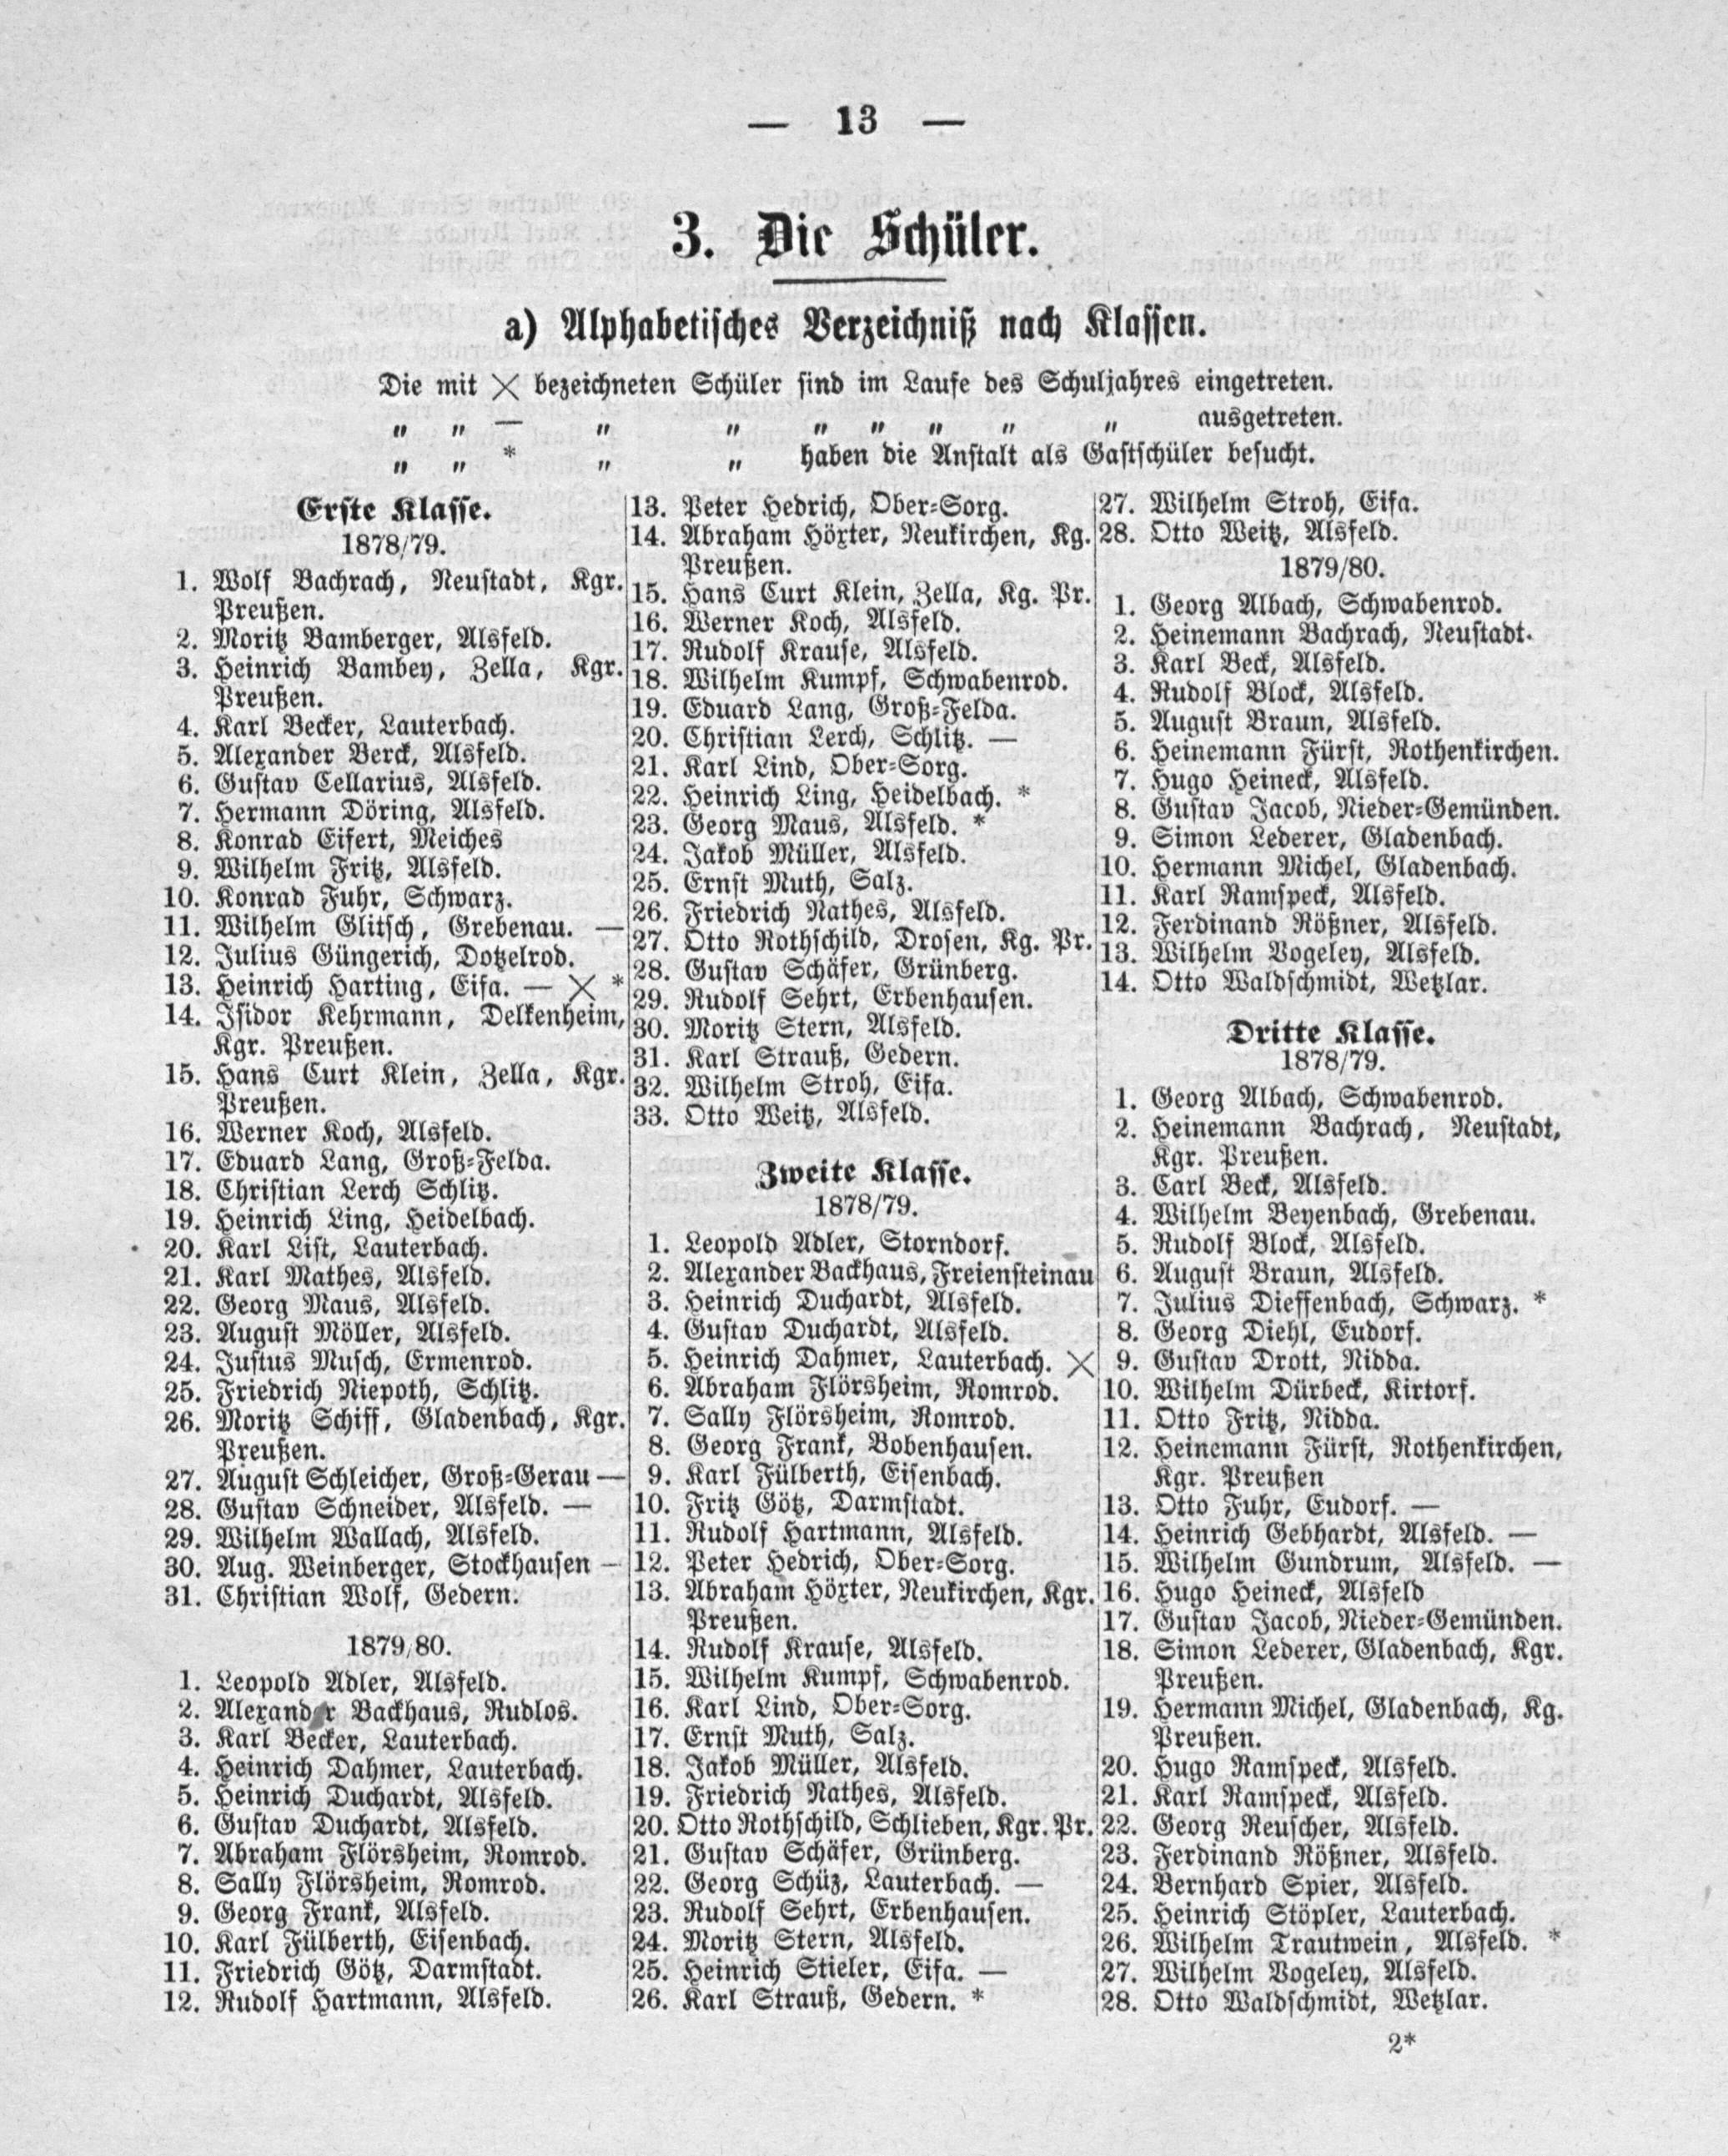 — 13 —
3. Die Schüler.
a) Alphabetisches Verzeichniß nach Klassen.
Die mit × bezeichneten Schüler sind im Laufe des Schuljahres eingetreten.
" " — " " " " " " " ausgetreten.
" " * " " haben die Anstalt als Gastschüler besucht.
Erste Klasse.
1878/79.
1. Wolf Bachrach, Neustadt, Kgr.
Preußen.
2. Moritz Bamberger, Alsfeld.
3. Heinrich Bambey, Zella, Kgr.
Preußen.
4. Karl Becker, Lauterbach.
5. Alexander Berck, Alsfeld.
6. Gustav Cellarius, Alsfeld.
7. Hermann Döring, Alsfeld.
8. Konrad Eifert, Meiches
9. Wilhelm Fritz, Alsfeld.
10. Konrad Fuhr, Schwarz.
11. Wilhelm Glitsch, Grebenau. —
12. Julius Güngerich, Dotzelrod.
13. Heinrich Harting, Eifa. — × *
14. Isidor Kehrmann, Delkenheim,
Kgr. Preußen.
15. Hans Curt Klein, Zella, Kgr.
Preußen.
16. Werner Koch, Alsfeld.
17. Eduard Lang, Groß-Felda.
18. Christian Lerch Schlitz.
19. Heinrich Ling, Heidelbach.
20. Karl List, Lauterbach.
21. Karl Mathes, Alsfeld.
22. Georg Maus, Alsfeld.
23. August Möller, Alsfeld.
24. Justus Musch, Ermenrod.
25. Friedrich Niepoth, Schlitz.
26. Moritz Schiff, Gladenbach, Kgr.
Preußen.
27. August Schleicher, Groß-Gerau —
28. Gustav Schneider, Alsfeld. —
29. Wilhelm Wallach, Alsfeld.
30. Aug. Weinberger, Stockhausen —
31. Christian Wolf, Gedern.
1879/80.
1. Leopold Adler, Alsfeld.
2. Alexander Backhaus, Rudlos.
3. Karl Becker, Lauterbach.
4. Heinrich Dahmer, Lauterbach.
5. Heinrich Duchardt, Alsfeld.
6. Gustav Duchardt, Alsfeld.
7. Abraham Flörsheim, Romrod.
8. Sally Flörsheim, Romrod.
9. Georg Frank, Alsfeld.
10. Karl Fülberth, Eisenbach.
11. Friedrich Götz, Darmstadt.
12. Rudolf Hartmann, Alsfeld.
13. Peter Hedrich, Ober-Sorg.
14. Abraham Höxter, Neukirchen, Kg.
Preußen.
15. Hans Curt Klein, Zella, Kg. Pr.
16. Werner Koch, Alsfeld.
17. Rudolf Krause, Alsfeld.
18. Wilhelm Kumpf, Schwabenrod.
19. Eduard Lang, Groß-Felda.
20. Christian Lerch, Schlitz. —
21. Karl Lind, Ober-Sorg.
22. Heinrich Ling, Heidelbach. *
23. Georg Maus, Alsfeld. *
24. Jakob Müller, Alsfeld.
25. Ernst Muth, Salz.
26. Friedrich Nathes, Alsfeld.
27. Otto Rothschild, Drosen, Kg. Pr.
28. Gustav Schäfer, Grünberg.
29. Rudolf Sehrt, Erbenhausen.
30. Moritz Stern, Alsfeld.
31. Karl Strauß, Gedern.
32. Wilhelm Stroh, Eifa.
33. Otto Weitz, Alsfeld.
Zweite Klasse.
1878/79.
1. Leopold Adler, Storndorf.
2. Alexander Backhaus, Freiensteinau
3. Heinrich Duchardt, Alsfeld.
4. Gustav Duchardt, Alsfeld.
5. Heinrich Dahmer, Lauterbach. ×
6. Abraham Flörsheim, Romrod.
7. Sally Flörsheim, Romrod.
8. Georg Frank, Bobenhausen.
9. Karl Fülberth, Eisenbach.
10. Fritz Götz, Darmstadt.
11. Rudolf Hartmann, Alsfeld.
12. Peter Hedrich, Ober-Sorg.
13. Abraham Höxter, Neukirchen, Kgr.
Preußen.
14. Rudolf Krause, Alsfeld.
15. Wilhelm Kumpf, Schwabenrod.
16. Karl Lind, Ober-Sorg.
17. Ernst Muth, Salz.
18. Jakob Müller, Alsfeld.
19. Friedrich Nathes, Alsfeld.
20. Otto Rothschild, Schlieben, Kgr. Pr.
21. Gustav Schäfer, Grünberg.
22. Georg Schüz, Lauterbach. —
23. Rudolf Sehrt, Erbenhausen.
24. Moritz Stern, Alsfeld.
25. Heinrich Stieler, Eifa. —
26. Karl Strauß, Gedern. *
27. Wilhelm Stroh, Eifa.
28. Otto Weitz, Alsfeld.
1879/80.
1. Georg Albach, Schwabenrod.
2. Heinemann Bachrach, Neustadt.
3. Karl Beck, Alsfeld.
4. Rudolf Block, Alsfeld.
5. August Braun, Alsfeld.
6. Heinemann Fürst, Rothenkirchen.
7. Hugo Heineck, Alsfeld.
8. Gustav Jacob, Nieder-Gemünden.
9. Simon Lederer, Gladenbach.
10. Hermann Michel, Gladenbach.
11. Karl Ramspeck, Alsfeld.
12. Ferdinand Rößner, Alsfeld.
13. Wilhelm Vogeley, Alsfeld.
14. Otto Waldschmidt, Wetzlar.
Dritte Klasse.
1878/79.
1. Georg Albach, Schwabenrod.
2. Heinemann Bachrach, Neustadt,
Kgr. Preußen.
3. Carl Beck, Alsfeld.
4. Wilhelm Beyenbach, Grebenau.
5. Rudolf Block, Alsfeld.
6. August Braun, Alsfeld.
7. Julius Dieffenbach, Schwarz. *
8. Georg Diehl, Eudorf.
9. Gustav Drott, Nidda.
10. Wilhelm Dürbeck, Kirtorf.
11. Otto Fritz, Nidda.
12. Heinemann Fürst, Rothenkirchen,
Kgr. Preußen
13. Otto Fuhr, Eudorf. —
14. Heinrich Gebhardt, Alsfeld. —
15. Wilhelm Gundrum, Alsfeld. —
16. Hugo Heineck, Alsfeld
17. Gustav Jacob, Nieder-Gemünden.
18. Simon Lederer, Gladenbach, Kgr.
Preußen.
19. Hermann Michel, Gladenbach, Kg.
Preußen.
20. Hugo Ramspeck, Alsfeld.
21. Karl Ramspeck, Alsfeld.
22. Georg Reuscher, Alsfeld.
23. Ferdinand Rößner, Alsfeld.
24. Bernhard Spier, Alsfeld.
25. Heinrich Stöpler, Lauterbach.
26. Wilhelm Trautwein, Alsfeld. *
27. Wilhelm Vogeley, Alsfeld.
28. Otto Waldschmidt, Wetzlar.
2*